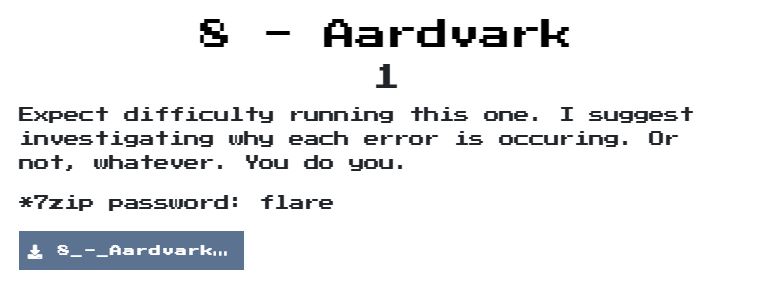 8 - Aardvark
1
Expect difficulty running this one. I suggest
investigating why each error is occuring. Or
not, whatever. You do you.
*7zip password: flare
8_-_Aardvark...